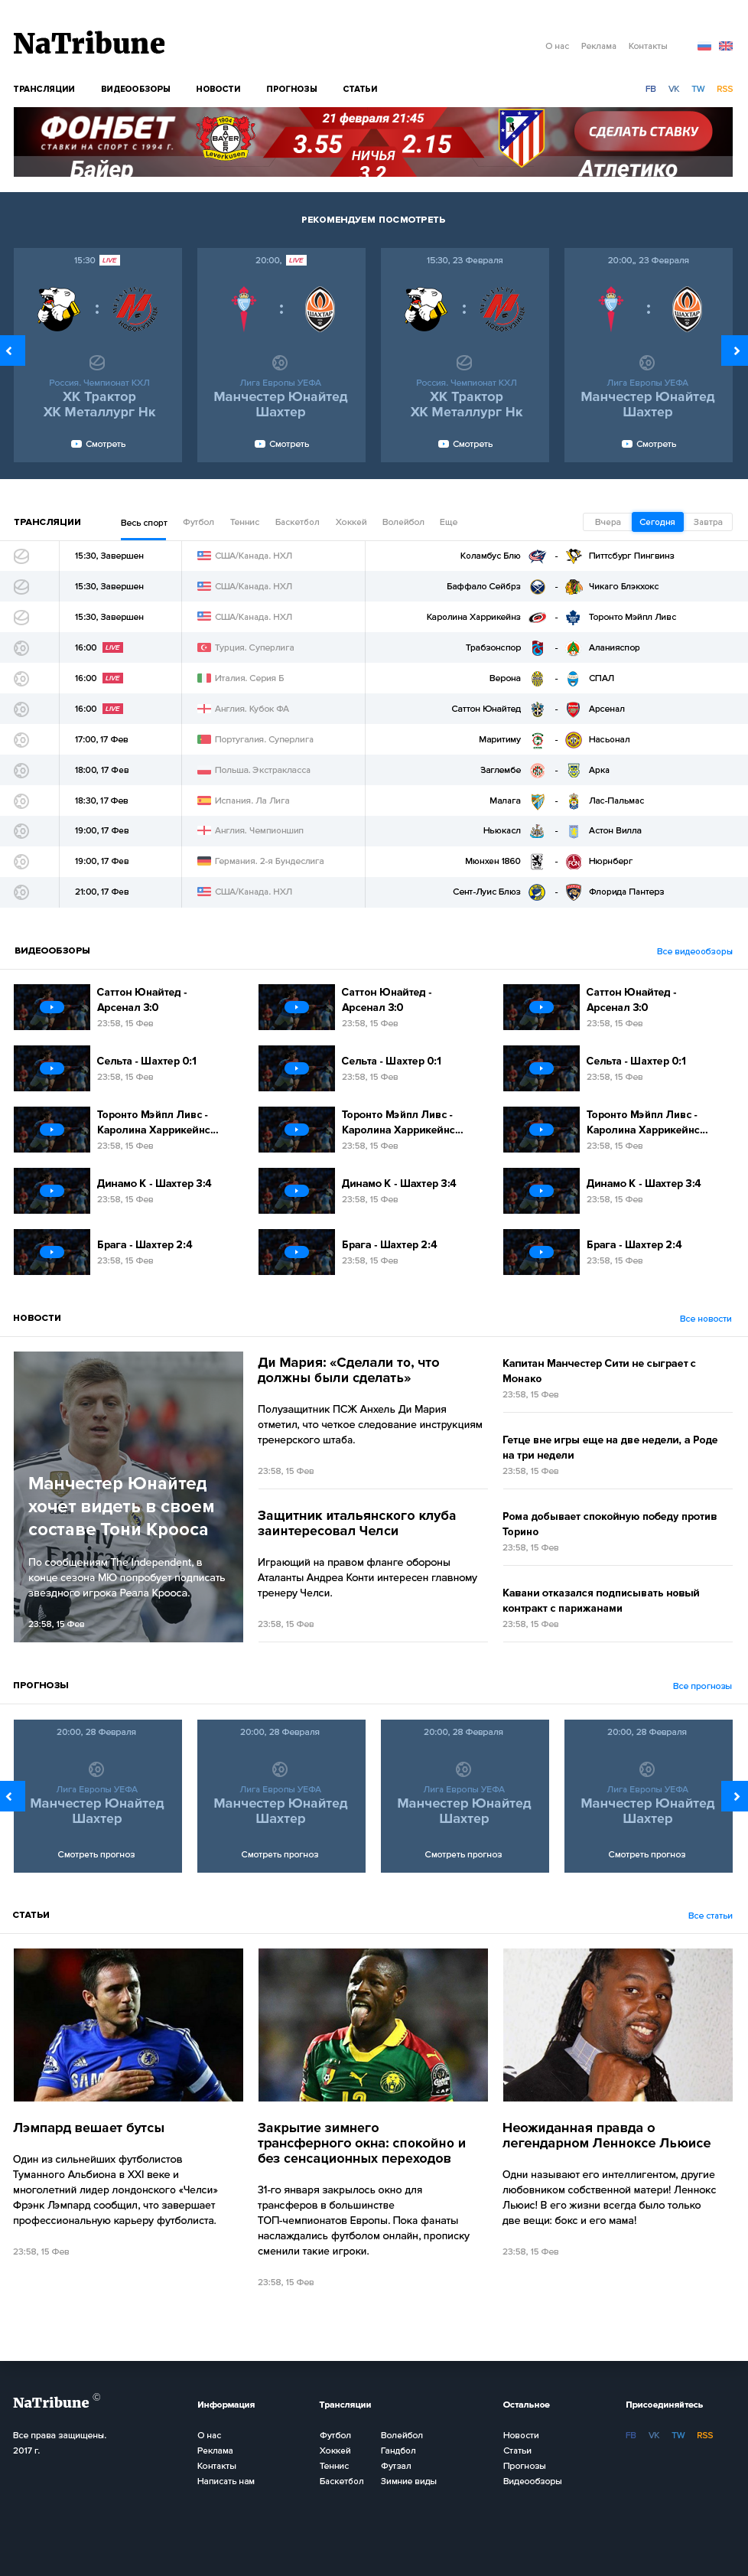 NaTribune
О нас Реклама Контакты
ТРАНСЛЯЦИИ ВИДЕООБЗОРЫ НОВОСТИ ПРОГНОЗЫ СТАТЬИ
FB VK TW RSS
ФОНБЕТ
СТАВКИ НА СПОРТ С 1994 Г.
BAYER
Leverkusen
21 февраля 21:45
3.55 2.15
НИЧЬЯ
3.2
СДЕЛАТЬ СТАВКУ
Байер
Атлетико
РЕКОМЕНДУЕМ ПОСМОТРЕТЬ
15:30 LIVE
:
Россия. Чемпионат КХЛ
ХК Трактор
ХК Металлург Нк
Смотреть
20:00, LIVE
:
Лига Европы УЕФА
Манчестер Юнайтед
Шахтер
Смотреть
15:30, 23 Февраля
:
Россия. Чемпионат КХЛ
ХК Трактор
ХК Металлург Нк
Смотреть
20:00,, 23 Февраля
:
Лига Европы УЕФА
Манчестер Юнайтед
Шахтер
Смотреть
ТРАНСЛЯЦИИ
Весь спорт Футбол Теннис Баскетбол Хоккей Волейбол Еще
Вчера Сегодня Завтра
15:30, Завершен США/Канада. НХЛ Коламбус Блю - Питтсбург Пингвинз
15:30, Завершен США/Канада. НХЛ Баффало Сейбрз - Чикаго Блэкхокс
15:30, Завершен США/Канада. НХЛ Каролина Харрикейнз - Торонто Мэйпл Ливс
16:00 LIVE Турция. Суперлига Трабзонспор - Аланияспор
16:00 LIVE Италия. Серия Б Верона - СПАЛ
16:00 LIVE Англия. Кубок ФА Саттон Юнайтед - Арсенал
17:00, 17 Фев Португалия. Суперлига Маритиму - Насьонал
18:00, 17 Фев Польша. Экстракласса Заглембе - Арка
18:30, 17 Фев Испания. Ла Лига Малага - Лас-Пальмас
19:00, 17 Фев Англия. Чемпионшип Ньюкасл - Астон Вилла
19:00, 17 Фев Германия. 2-я Бундеслига Мюнхен 1860 - Нюрнберг
21:00, 17 Фев США/Канада. НХЛ Сент-Луис Блюз - Флорида Пантерз
ВИДЕООБЗОРЫ
Все видеообзоры
Саттон Юнайтед -
Арсенал 3:0
23:58, 15 Фев
Сельта - Шахтер 0:1
23:58, 15 Фев
Торонто Мэйпл Ливс -
Каролина Харрикейнс...
23:58, 15 Фев
Динамо К - Шахтер 3:4
23:58, 15 Фев
Брага - Шахтер 2:4
23:58, 15 Фев
Саттон Юнайтед -
Арсенал 3:0
23:58, 15 Фев
Сельта - Шахтер 0:1
23:58, 15 Фев
Торонто Мэйпл Ливс -
Каролина Харрикейнс...
23:58, 15 Фев
Динамо К - Шахтер 3:4
23:58, 15 Фев
Брага - Шахтер 2:4
23:58, 15 Фев
Саттон Юнайтед -
Арсенал 3:0
23:58, 15 Фев
Сельта - Шахтер 0:1
23:58, 15 Фев
Торонто Мэйпл Ливс -
Каролина Харрикейнс...
23:58, 15 Фев
Динамо К - Шахтер 3:4
23:58, 15 Фев
Брага - Шахтер 2:4
23:58, 15 Фев
НОВОСТИ
Все новости
Fly
Emirates
Манчестер Юнайтед
хочет видеть в своем
составе Тони Крооса
По сообщениям The Independent, в
конце сезона МЮ попробует подписать
звездного игрока Реала Крооса.
23:58, 15 Фев
Ди Мария: «Сделали то, что
должны были сделать»
Полузащитник ПСЖ Анхель Ди Мария
отметил, что четкое следование инструкциям
тренерского штаба.
23:58, 15 Фев
Защитник итальянского клуба
заинтересовал Челси
Играющий на правом фланге обороны
Аталанты Андреа Конти интересен главному
тренеру Челси.
23:58, 15 Фев
Капитан Манчестер Сити не сыграет с
Монако
23:58, 15 Фев
Гетце вне игры еще на две недели, а Роде
на три недели
23:58, 15 Фев
Рома добывает спокойную победу против
Торино
23:58, 15 Фев
Кавани отказался подписывать новый
контракт с парижанами
23:58, 15 Фев
ПРОГНОЗЫ
Все прогнозы
20:00, 28 Февраля
Лига Европы УЕФА
Манчестер Юнайтед
Шахтер
Смотреть прогноз
20:00, 28 Февраля
Лига Европы УЕФА
Манчестер Юнайтед
Шахтер
Смотреть прогноз
20:00, 28 Февраля
Лига Европы УЕФА
Манчестер Юнайтед
Шахтер
Смотреть прогноз
20:00, 28 Февраля
Лига Европы УЕФА
Манчестер Юнайтед
Шахтер
Смотреть прогноз
СТАТЬИ
Все статьи
SAMS
Лэмпард вешает бутсы
Один из сильнейших футболистов
Туманного Альбиона в XXI веке и
многолетний лидер лондонского «Челси»
Фрэнк Лэмпард сообщил, что завершает
профессиональную карьеру футболиста.
23:58, 15 Фев
Закрытие зимнего
трансферного окна: спокойно и
без сенсационных переходов
31-го января закрылось окно для
трансферов в большинстве
ТОП-чемпионатов Европы. Пока фанаты
наслаждались футболом онлайн, прописку
сменили такие игроки.
23:58, 15 Фев
Неожиданная правда о
легендарном Ленноксе Льюисе
Одни называют его интеллигентом, другие
любовником собственной матери! Леннокс
Льюис! В его жизни всегда было только
две вещи: бокс и его мама!
23:58, 15 Фев
NaTribune ©
Все права защищены.
2017 г.
Информация
О нас
Реклама
Контакты
Написать нам
Трансляции
Футбол Волейбол
Хоккей Гандбол
Теннис Футзал
Баскетбол Зимние виды
Остальное
Новости
Статьи
Прогнозы
Видеообзоры
Присоединяйтесь
FB VK TW RSS